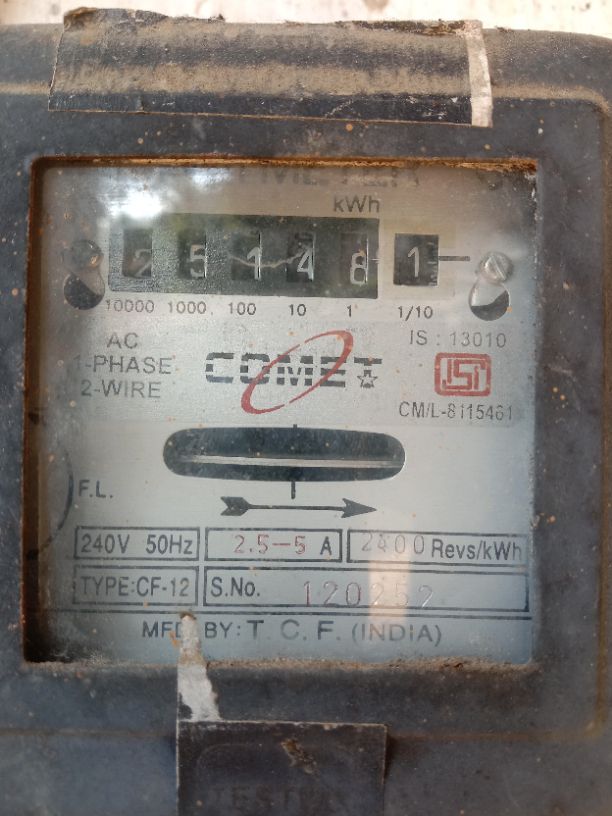 kWh
2 5 1 4 8 1
10000 1000 100 10 1 1/10
AC
1-PHASE
2-WIRE
COMET
IS : 13010
ISI
CM/L-8115461
F.L.
240V 50Hz 2.5-5 A 2400 Revs/kWh
TYPE:CF-12 S.No. 120252
MFD. BY: T. C. F. (INDIA)